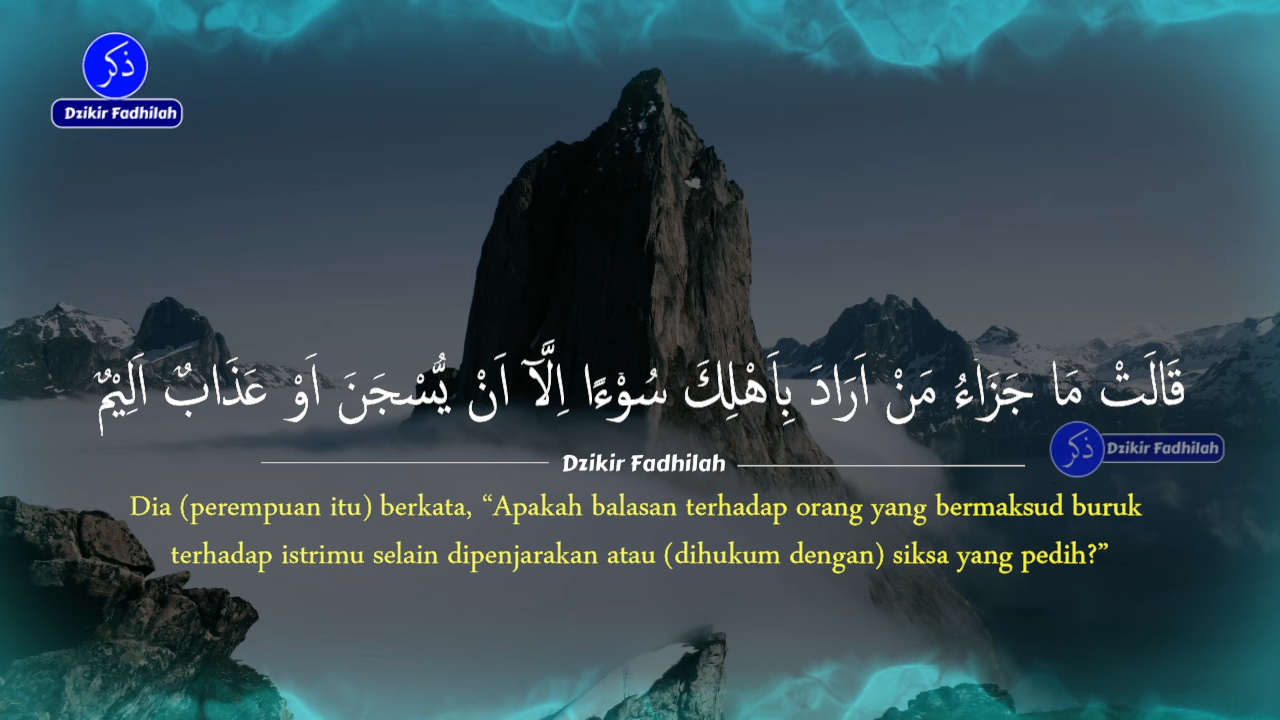 ذكر
Dzikir Fadhilah
قَالَتْ مَا جَزَاۤءُ مَنْ اَرَادَ بِاَهْلِكَ سُوْۤءًا اِلَّآ اَنْ يُّسْجَنَ اَوْ عَذَابٌ اَلِيْمٌ
ذكر
Dzikir Fadhilah
Dzikir Fadhilah
Dia (perempuan itu) berkata, “Apakah balasan terhadap orang yang bermaksud buruk
terhadap istrimu selain dipenjarakan atau (dihukum dengan) siksa yang pedih?”